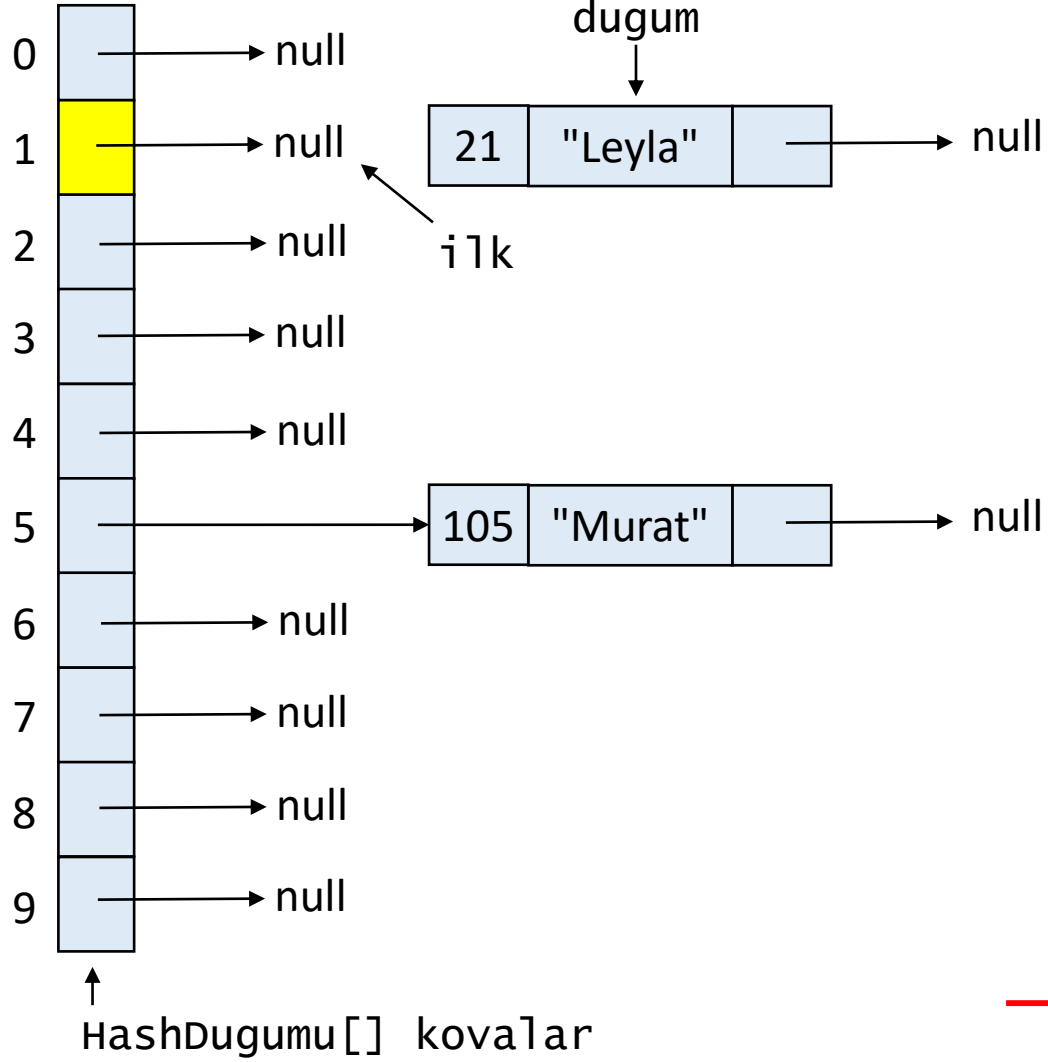 dugum
0 null
1 null 21 "Leyla" null
2 null
ilk
3 null
4 null
5 105 "Murat" null
6 null
7 null
8 null
9 null
HashDugumu[] kovalar